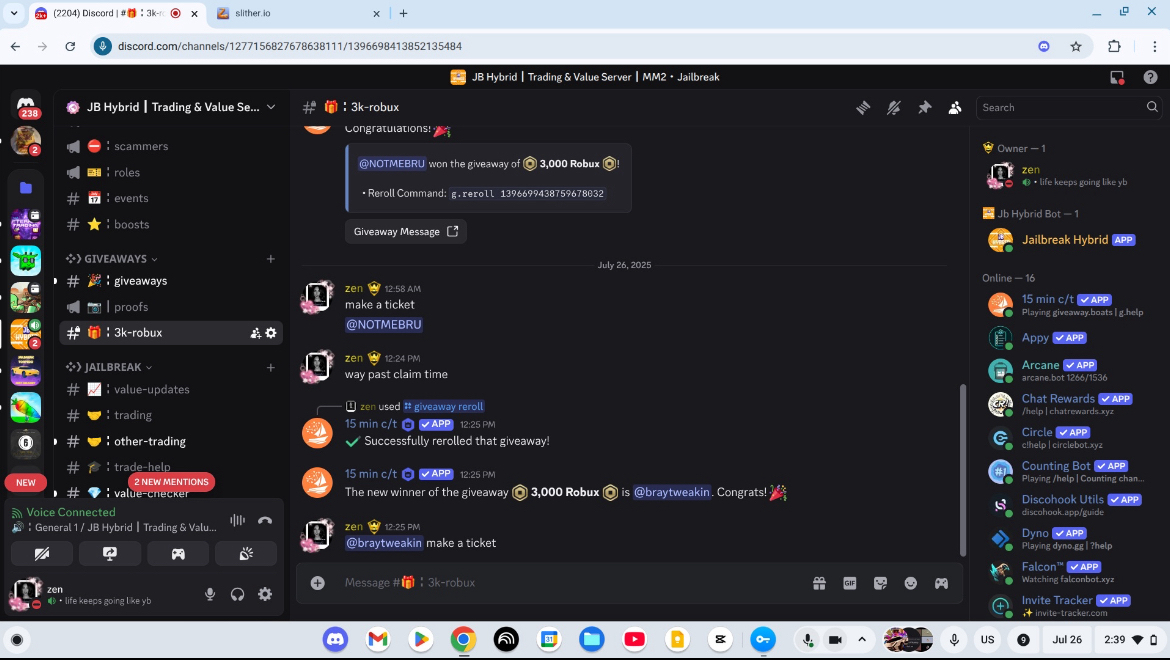 (2204) Discord | #🎁╎3k-r
slither.io
discord.com/channels/1277156827678638111/1396698413852135484
JB Hybrid┃Trading & Value Server┃MM2・Jailbreak
238
2
2
NEW
JB Hybrid┃Trading & Value Se...
⛔╎scammers
🎫╎roles
📅╎events
⭐╎boosts
GIVEAWAYS
🎉╎giveaways
📷╎proofs
🎁╎3k-robux
JAILBREAK
📈╎value-updates
🤝╎trading
🤝╎other-trading
🎓╎trade-help
💎╎value-checker
2 NEW MENTIONS
Voice Connected
🔊╎General 1 / JB Hybrid┃Trading & Valu...
zen
• life keeps going like yb
🎁╎3k-robux
Search
Congratulations! 🎉
@NOTMEBRU won the giveaway of 3,000 Robux !
• Reroll Command: g.reroll 1396699438759678032
Giveaway Message
July 26, 2025
zen 12:58 AM
make a ticket
@NOTMEBRU
zen 12:24 PM
way past claim time
zen used giveaway reroll
15 min c/t ✓ APP 12:25 PM
Successfully rerolled that giveaway!
15 min c/t ✓ APP 12:25 PM
The new winner of the giveaway 3,000 Robux is @braytweakin. Congrats! 🎉
zen 12:25 PM
@braytweakin make a ticket
Message #🎁╎3k-robux
GIF
Owner — 1
zen
• life keeps going like yb
Jb Hybrid Bot — 1
Jailbreak Hybrid APP
Online — 16
15 min c/t ✓ APP
Playing giveaway.boats | g.help
Appy ✓ APP
Arcane ✓ APP
arcane.bot 1266/1536
Chat Rewards ✓ APP
/help | chatrewards.xyz
Circle ✓ APP
c!help | circlebot.xyz
Counting Bot ✓ APP
Playing /help | Counting chan...
Discohook Utils ✓ APP
discohook.app/guide
Dyno ✓ APP
Playing dyno.gg | ?help
Falcon™ ✓ APP
Watching falconbot.xyz
Invite Tracker ✓ APP
✨ invite-tracker.com
US
9
Jul 26
2:39